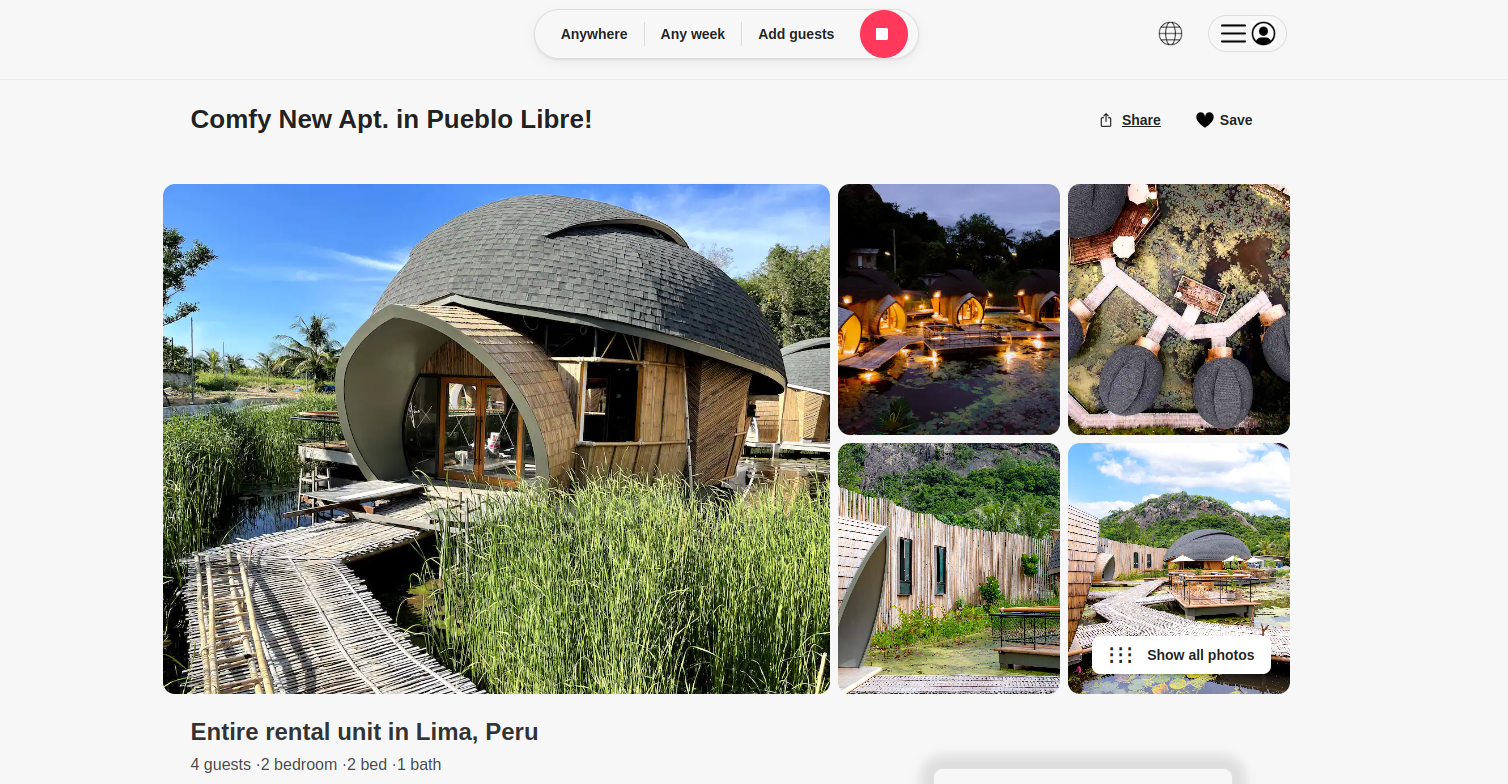 Anywhere
Any week
Add guests
Comfy New Apt. in Pueblo Libre!
Share
Save
Show all photos
Entire rental unit in Lima, Peru
4 guests ·2 bedroom ·2 bed ·1 bath